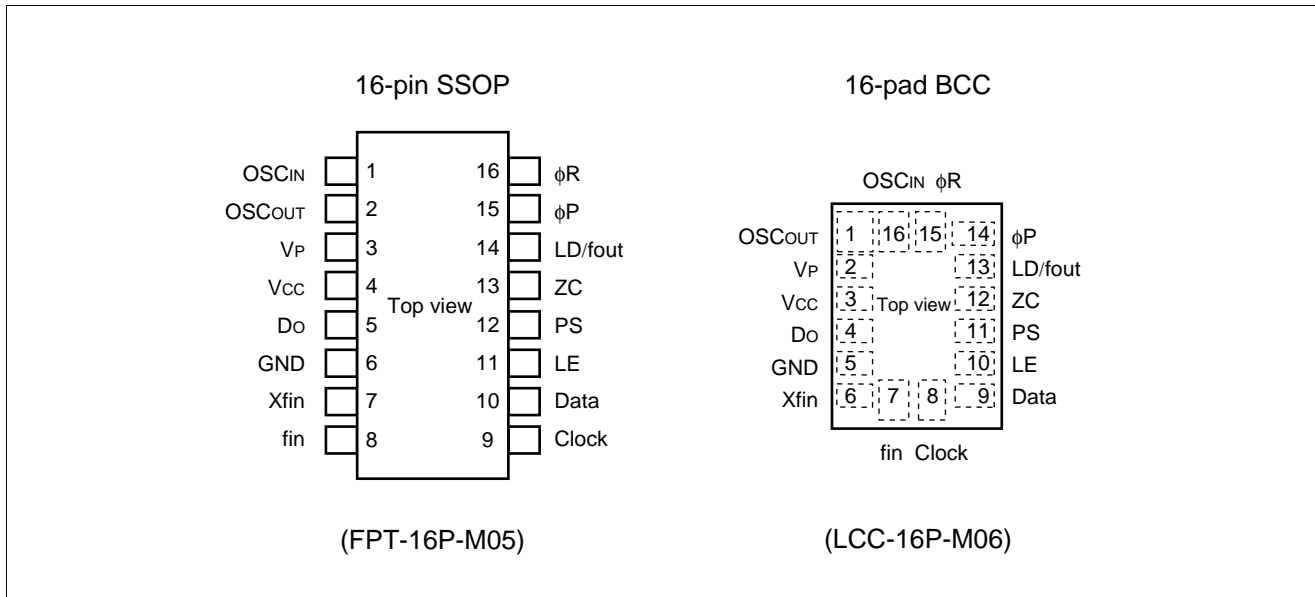 16-pin SSOP
OSCIN 1 16 ϕR
OSCOUT 2 15 ϕP
VP 3 14 LD/fout
VCC 4 13 ZC
Top view
DO 5 12 PS
GND 6 11 LE
Xfin 7 10 Data
fin 8 9 Clock
(FPT-16P-M05)
16-pad BCC
OSCIN ϕR
OSCOUT 1 16 15 14 ϕP
VP 2 13 LD/fout
VCC 3 Top view 12 ZC
DO 4 11 PS
GND 5 10 LE
Xfin 6 7 8 9 Data
fin Clock
(LCC-16P-M06)